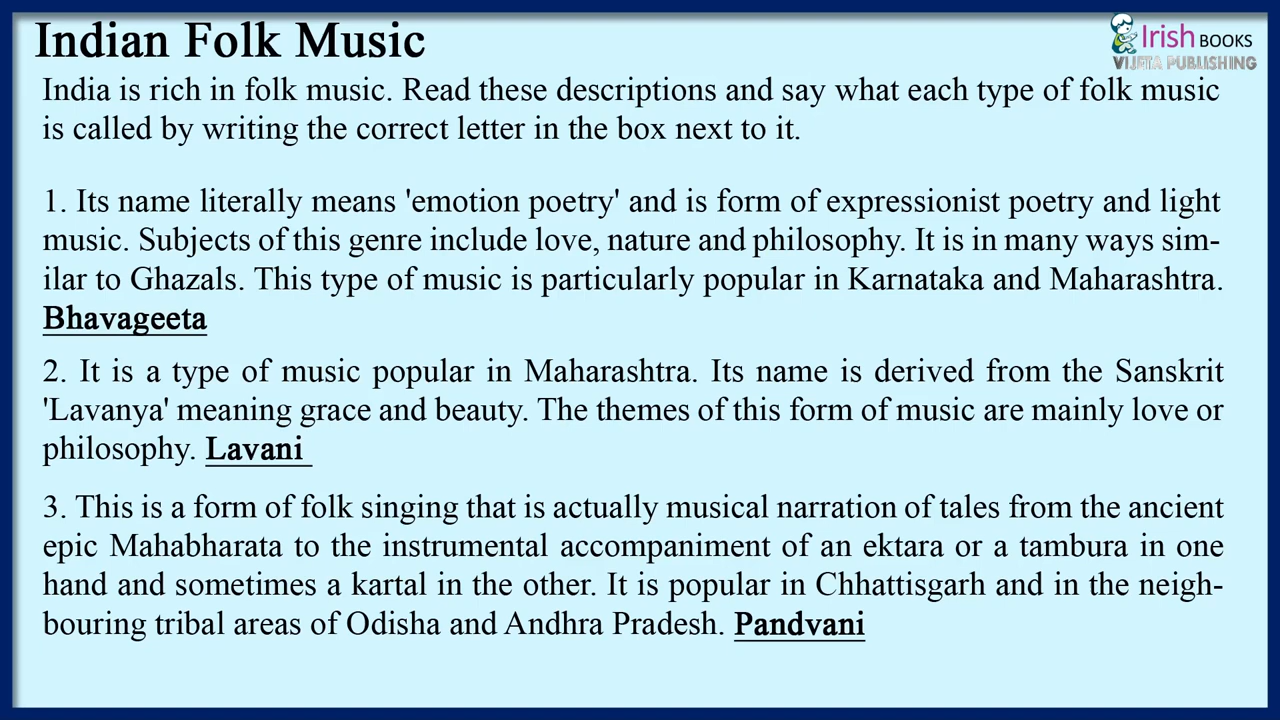 Indian Folk Music
Irish BOOKS
VIJETA PUBLISHING
India is rich in folk music. Read these descriptions and say what each type of folk music
is called by writing the correct letter in the box next to it.
1. Its name literally means 'emotion poetry' and is form of expressionist poetry and light
music. Subjects of this genre include love, nature and philosophy. It is in many ways sim-
ilar to Ghazals. This type of music is particularly popular in Karnataka and Maharashtra.
Bhavageeta
2. It is a type of music popular in Maharashtra. Its name is derived from the Sanskrit
'Lavanya' meaning grace and beauty. The themes of this form of music are mainly love or
philosophy. Lavani
3. This is a form of folk singing that is actually musical narration of tales from the ancient
epic Mahabharata to the instrumental accompaniment of an ektara or a tambura in one
hand and sometimes a kartal in the other. It is popular in Chhattisgarh and in the neigh-
bouring tribal areas of Odisha and Andhra Pradesh. Pandvani